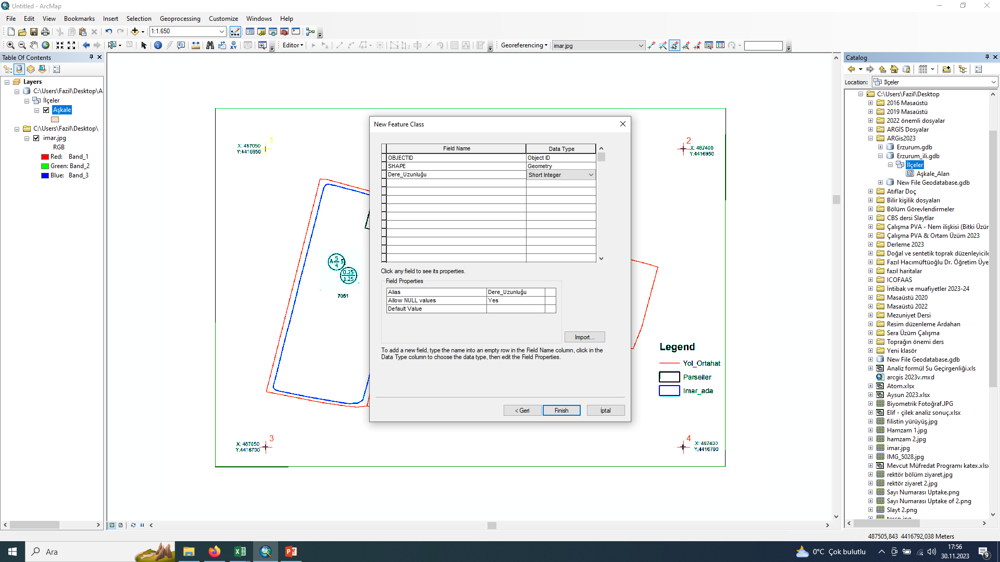 Untitled - ArcMap
File Edit View Bookmarks Insert Selection Geoprocessing Customize Windows Help
1:1.650
Editor
Georeferencing
imar.jpg
Table Of Contents
Layers
C:\Users\Fazil\Desktop\A
İlçeler
Aşkale
C:\Users\Fazil\Desktop\
imar.jpg
RGB
Red: Band_1
Green: Band_2
Blue: Band_3
1
X: 487050
Y:4416950
2
X: 487400
Y:4416950
A 5 5
4
0.25
1.25
7051
3
X: 487050
Y:4416700
4
X: 487400
Y:4416700
Legend
Yol_Ortahat
Parseller
Imar_ada
New Feature Class
Field Name Data Type
OBJECTID Object ID
SHAPE Geometry
Dere_Uzunluğu Short Integer
Click any field to see its properties.
Field Properties
Alias Dere_Uzunluğu
Allow NULL values Yes
Default Value
Import...
To add a new field, type the name into an empty row in the Field Name column, click in the
Data Type column to choose the data type, then edit the Field Properties.
< Geri Finish İptal
Catalog
Location: İlçeler
C:\Users\Fazil\Desktop
2016 Masaüstü
2019 Masaüstü
2022 önemli dosyalar
ARGİS Dosyalar
ARGis2023
Erzurum.gdb
Erzurum_ili.gdb
İlçeler
Aşkale_Alan
New File Geodatabase.gdb
Atıflar Doç
Bilir kişilik dosyaları
Bölüm Görevlendirmeler
CBS dersi Slaytlar
Çalışma PVA - Nem ilişkisi (Bitki Üzür
Çalışma PVA & Ortam Üzüm 2023
Derleme 2023
Doğal ve sentetik toprak düzenleyicile
Fazıl Hacımüftüoğlu Dr. Öğretim Üye
fazıl haritalar
ICOFAAS
İntibak ve muafiyetler 2023-24
Masaüstü 2020
Masaüstü 2022
Mezuniyet Dersi
Resim düzenleme Ardahan
Sera Üzüm Çalışma
Toprağın önemi ders
Yeni klasör
New File Geodatabase.gdb
Analiz formül Su Geçirgenliği.xls
arcgis 2023v.mxd
Atom.xlsx
Aysun 2023.xlsx
Biyometrik Fotoğraf.JPG
Elif - çilek analiz sonuç.xlsx
filistin yürüyüş.jpg
Hamzam 1.jpg
hamzam 2.jpg
imar.jpg
IMG_5028.jpg
Mevcut Müfredat Programı katex.xlsx
rektör bölüm ziyaret.jpg
rektör ziyaret 2.jpg
Sayı Numarası Uptake.png
Sayı Numarası Uptake of 2.png
Slayt 2.png
487505,843 4416792,038 Meters
Ara
0°C Çok bulutlu
17:56
30.11.2023
9